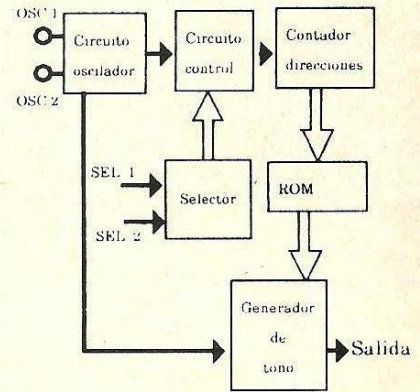 OSC 1
Circuito
oscilador
OSC 2
Circuito
control
Contador
direcciones
SEL 1
SEL 2
Selector
ROM
Generador
de
tono
Salida